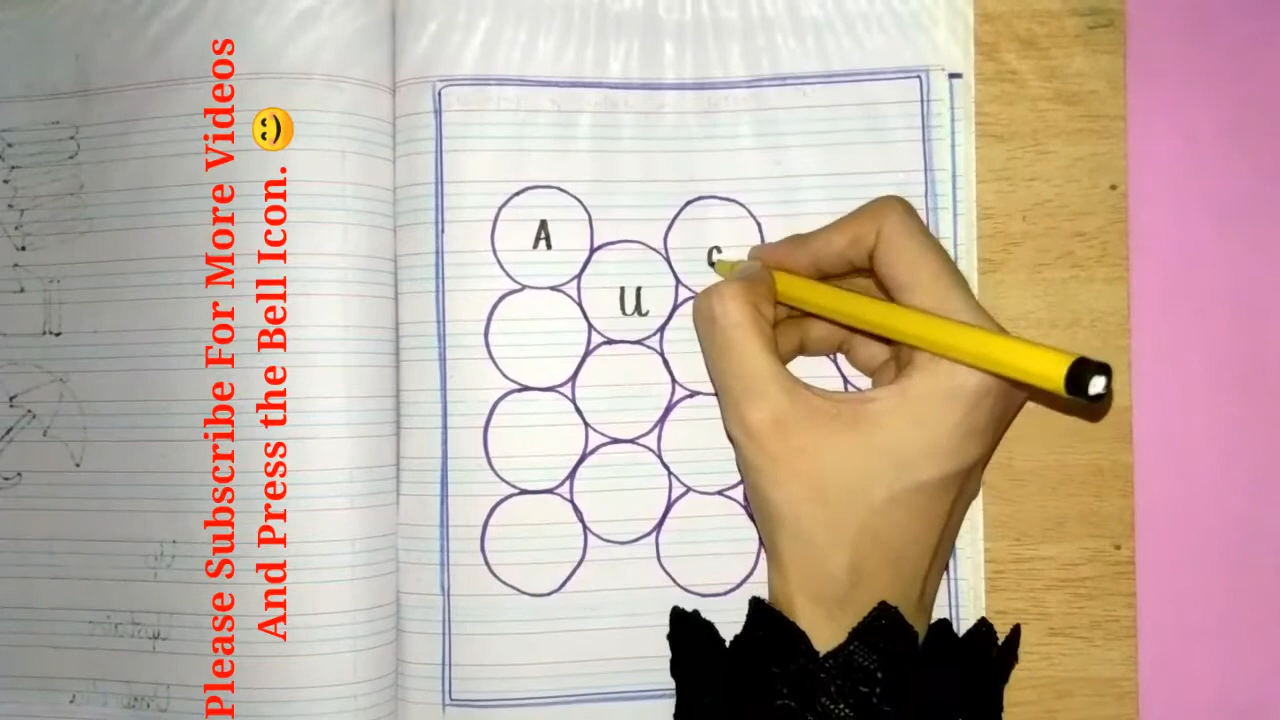 Please Subscribe For More Videos
And Press the Bell Icon. 😊
A
U